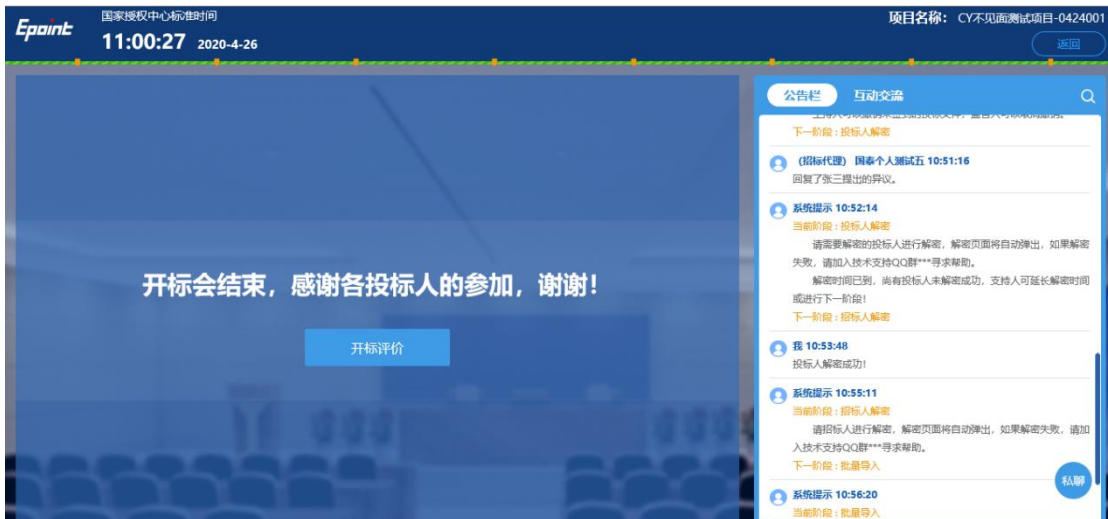 Epoint
国家授权中心标准时间
11:00:27 2020-4-26
项目名称： CY不见面测试项目-0424001
返回
开标会结束，感谢各投标人的参加，谢谢！
开标评价
公告栏 互动交流
下一阶段：投标人解密
（招标代理） 国泰个人测试五 10:51:16
回复了张三提出的异议。
系统提示 10:52:14
当前阶段：投标人解密
请需要解密的投标人进行解密，解密页面将自动弹出，如果解密
失败，请加入技术支持QQ群***寻求帮助。
解密时间已到，尚有投标人未解密成功，支持人可延长解密时间
或进行下一阶段！
下一阶段：招标人解密
我 10:53:48
投标人解密成功！
系统提示 10:55:11
当前阶段：招标人解密
请招标人进行解密，解密页面将自动弹出，如果解密失败，请加
入技术支持QQ群***寻求帮助。
下一阶段：批量导入
私聊
系统提示 10:56:20
当前阶段：批量导入